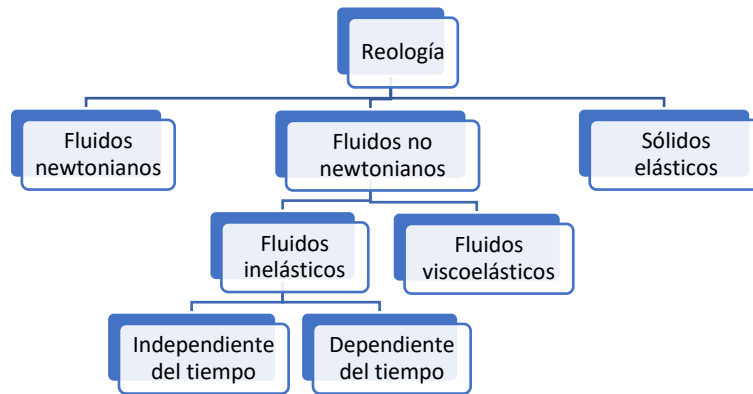 Reología
Fluidos
newtonianos
Fluidos no
newtonianos
Sólidos
elásticos
Fluidos
inelásticos
Fluidos
viscoelásticos
Independiente
del tiempo
Dependiente
del tiempo